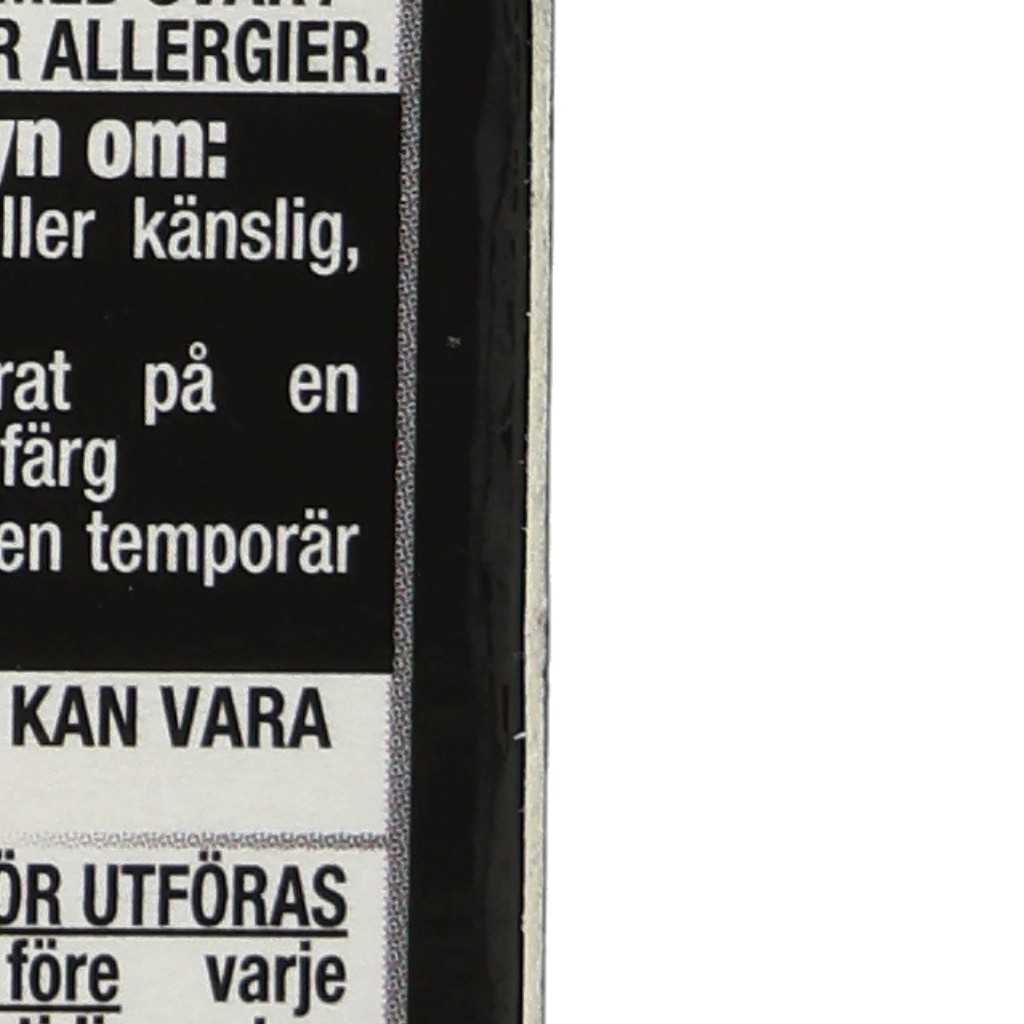 R ALLERGIER.
yn om:
ller känslig,
rat på en
färg
en temporär
KAN VARA
ÖR UTFÖRAS
före varje